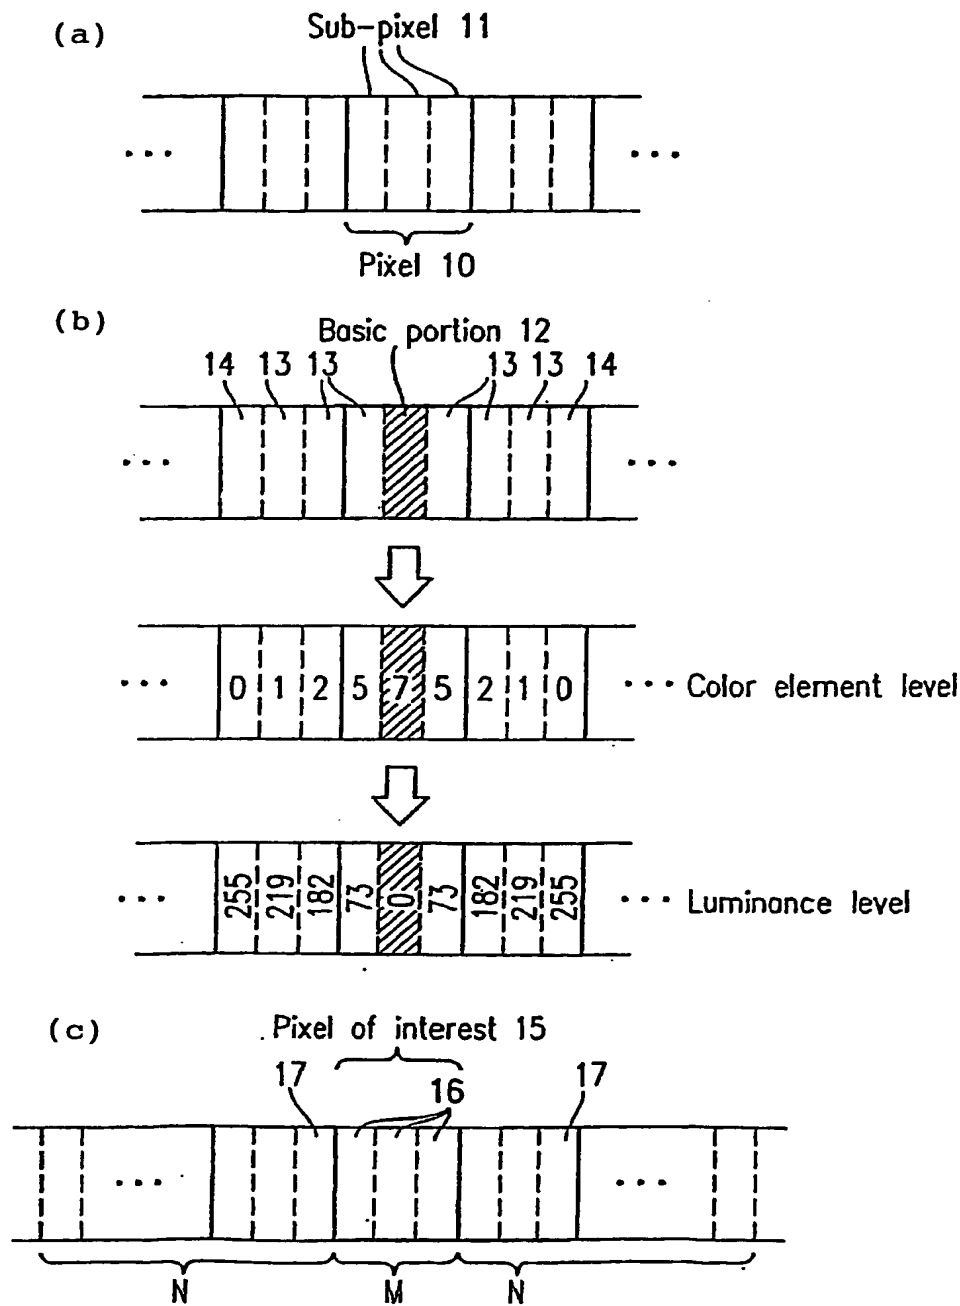 (a)
Sub-pixel 11
... ...
Pixel 10
(b)
Basic portion 12
14 13 13 13 13 14
... ...
... 0 1 2 5 7 5 2 1 0 ... Color element level
... 255 219 182 73 0 73 182 219 255 ... Luminance level
(c)
Pixel of interest 15
17 16 17
... ...
N M N